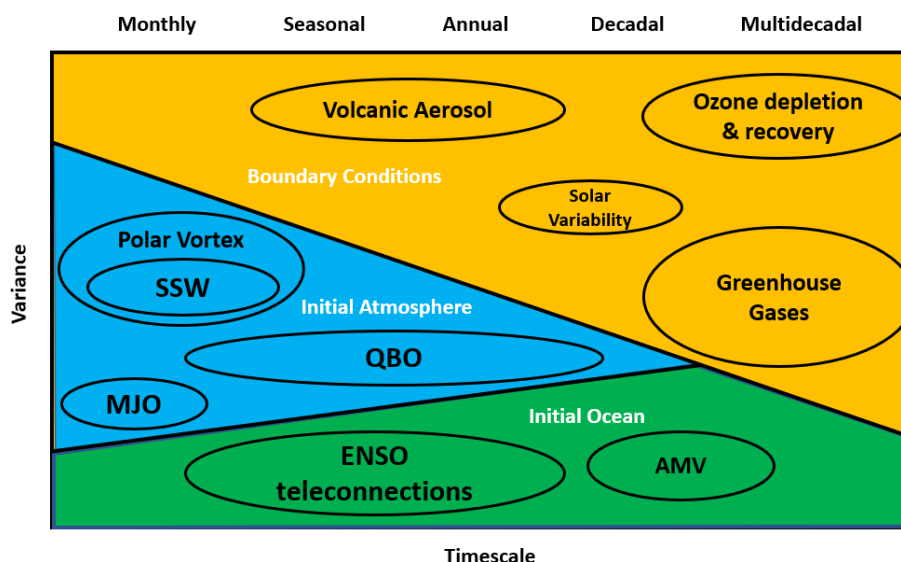 Monthly Seasonal Annual Decadal Multidecadal
Volcanic Aerosol
Ozone depletion
& recovery
Boundary Conditions
Solar
Variability
Polar Vortex
SSW
Variance
Greenhouse
Gases
Initial Atmosphere
QBO
MJO
Initial Ocean
ENSO
teleconnections
AMV
Timescale